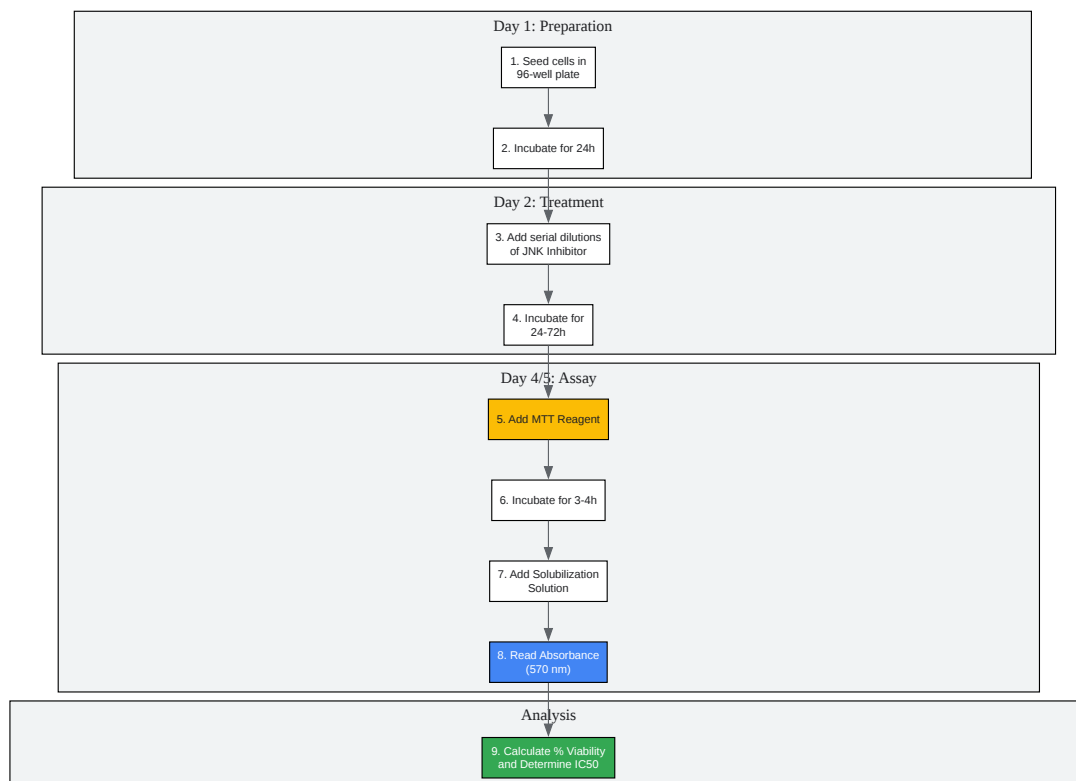 Day 1: Preparation
1. Seed cells in
96-well plate
2. Incubate for 24h
Day 2: Treatment
3. Add serial dilutions
of JNK Inhibitor
4. Incubate for
24-72h
Day 4/5: Assay
5. Add MTT Reagent
6. Incubate for 3-4h
7. Add Solubilization
Solution
8. Read Absorbance
(570 nm)
Analysis
9. Calculate % Viability
and Determine IC50